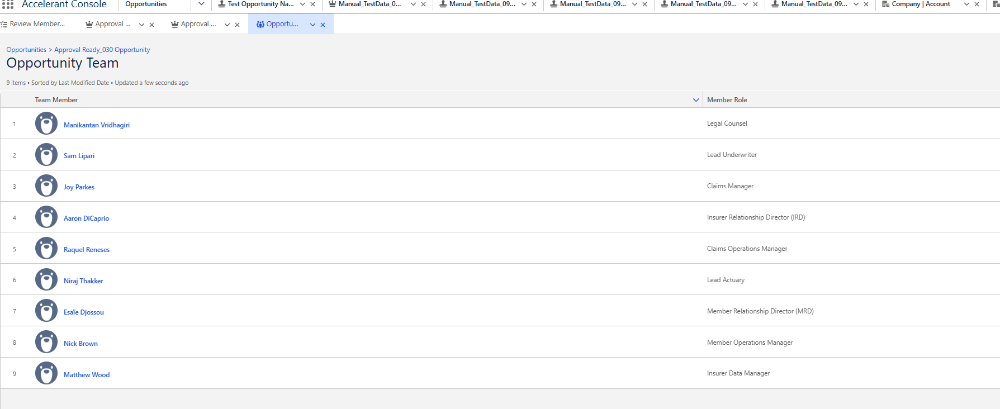 Accelerant Console Opportunities Test Opportunity Na... Manual_TestData_0... Manual_TestData_09... Manual_TestData_09... Manual_TestData_09... Manual_TestData_09... Company | Account
Review Member... Approval ... Approval ... Opportu...
Opportunities > Approval Ready_030 Opportunity
Opportunity Team
9 items • Sorted by Last Modified Date • Updated a few seconds ago
Team Member Member Role
1 Manikantan Vridhagiri Legal Counsel
2 Sam Lipari Lead Underwriter
3 Joy Parkes Claims Manager
4 Aaron DiCaprio Insurer Relationship Director (IRD)
5 Raquel Reneses Claims Operations Manager
6 Niraj Thakker Lead Actuary
7 Esaïe Djossou Member Relationship Director (MRD)
8 Nick Brown Member Operations Manager
9 Matthew Wood Insurer Data Manager